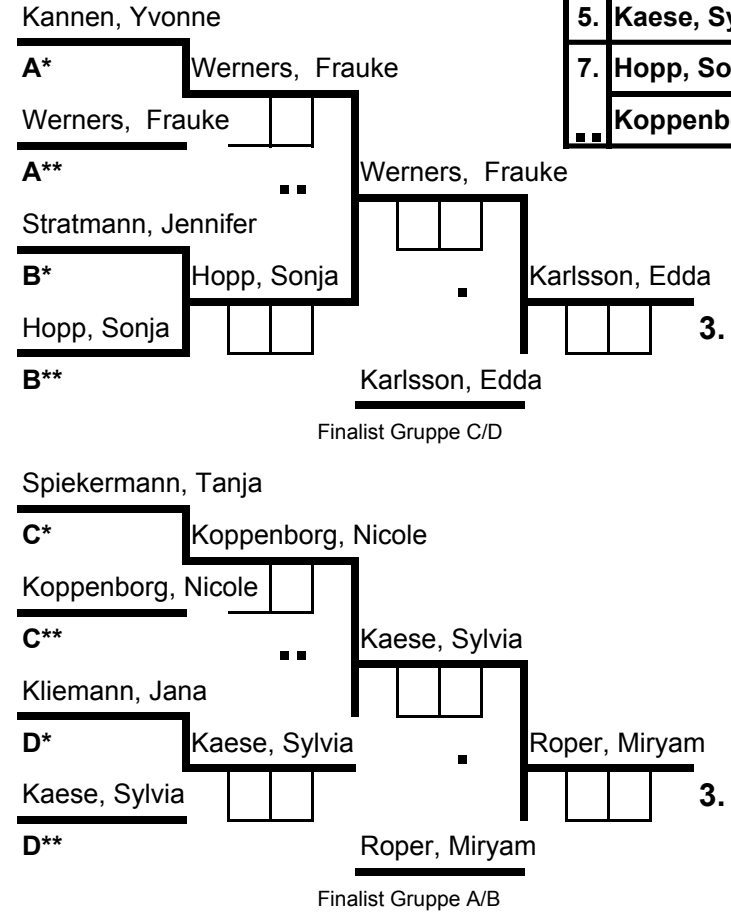 Kannen, Yvonne
5. Kaese,
A* Werners, Frauke
7. Hopp,
Werners, Frauke
A** Werners, Frauke
Stratmann, Jennifer
B* Hopp, Sonja Karlsson, Edda
Hopp, Sonja 3.
B** Karlsson, Edda
Finalist Gruppe C/D
Spiekermann, Tanja
C* Koppenborg, Nicole
Koppenborg, Nicole
C** Kaese, Sylvia
Kliemann, Jana
D* Kaese, Sylvia Roper, Miryam
Kaese, Sylvia 3.
D** Roper, Miryam
Finalist Gruppe A/B